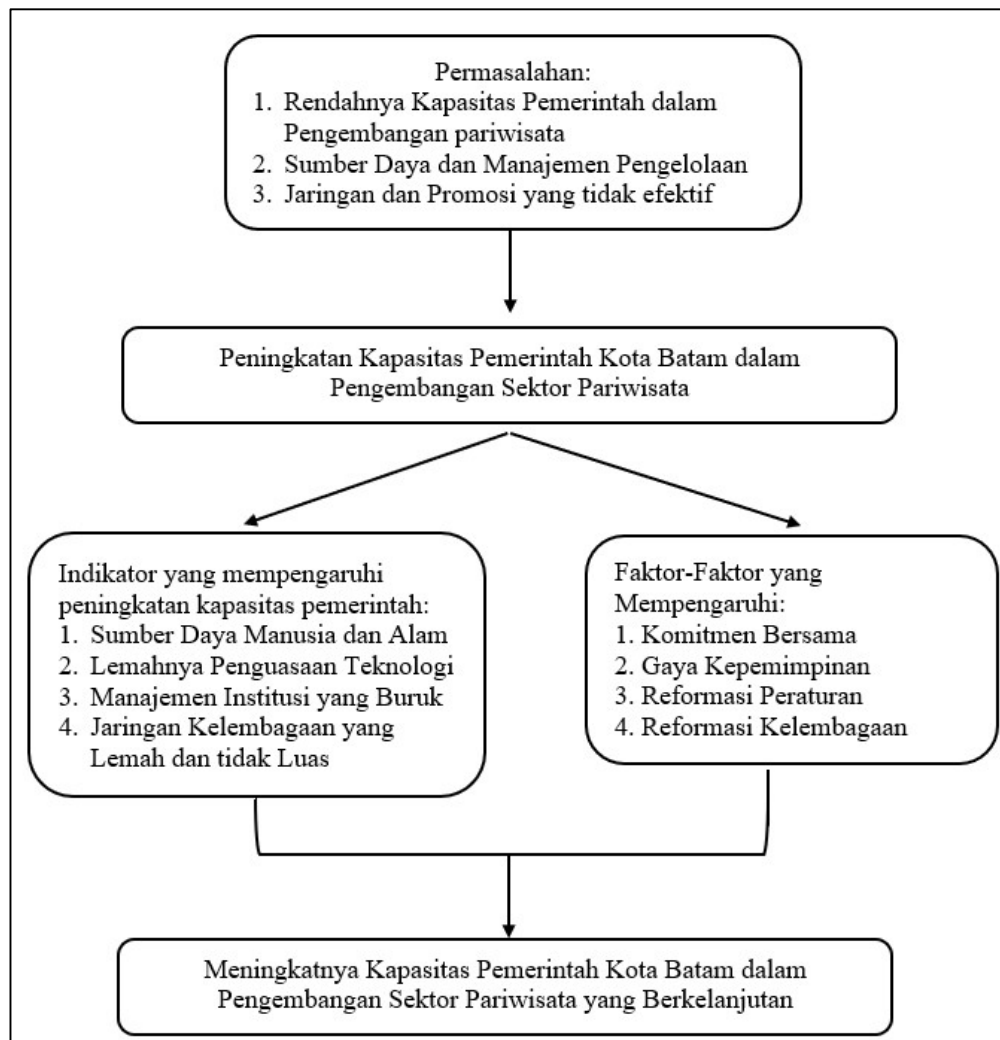 Permasalahan:
1. Rendahnya Kapasitas Pemerintah dalam
Pengembangan pariwisata
2. Sumber Daya dan Manajemen Pengelolaan
3. Jaringan dan Promosi yang tidak efektif
Peningkatan Kapasitas Pemerintah Kota Batam dalam
Pengembangan Sektor Pariwisata
Indikator yang mempengaruhi
peningkatan kapasitas pemerintah:
1. Sumber Daya Manusia dan Alam
2. Lemahnya Penguasaan Teknologi
3. Manajemen Institusi yang Buruk
4. Jaringan Kelembagaan yang
Lemah dan tidak Luas
Faktor-Faktor yang
Mempengaruhi:
1. Komitmen Bersama
2. Gaya Kepemimpinan
3. Reformasi Peraturan
4. Reformasi Kelembagaan
Meningkatnya Kapasitas Pemerintah Kota Batam dalam
Pengembangan Sektor Pariwisata yang Berkelanjutan